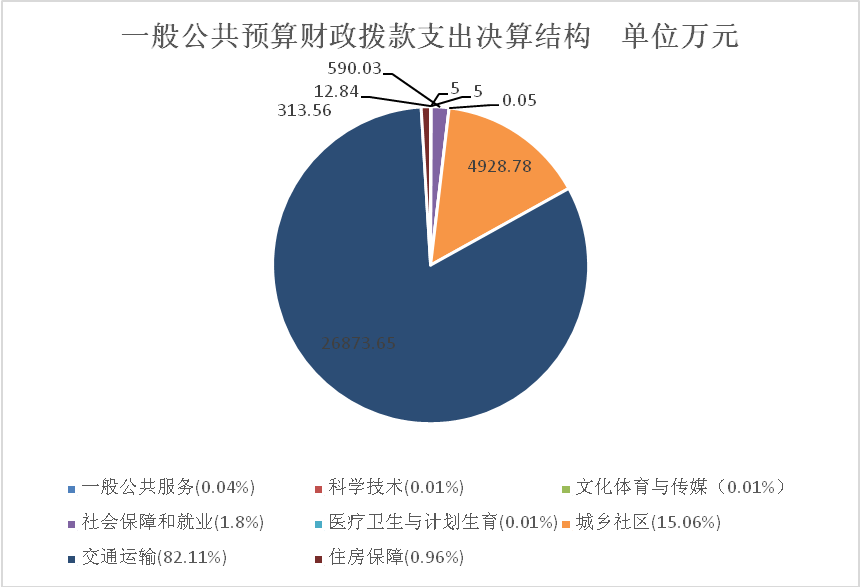 一般公共预算财政拨款支出决算结构 单位万元
590.03
12.84
313.56
5
5
0.05
4928.78
26873.65
一般公共服务(0.04%) 科学技术(0.01%) 文化体育与传媒（0.01%）
社会保障和就业(1.8%) 医疗卫生与计划生育(0.01%) 城乡社区(15.06%)
交通运输(82.11%) 住房保障(0.96%)